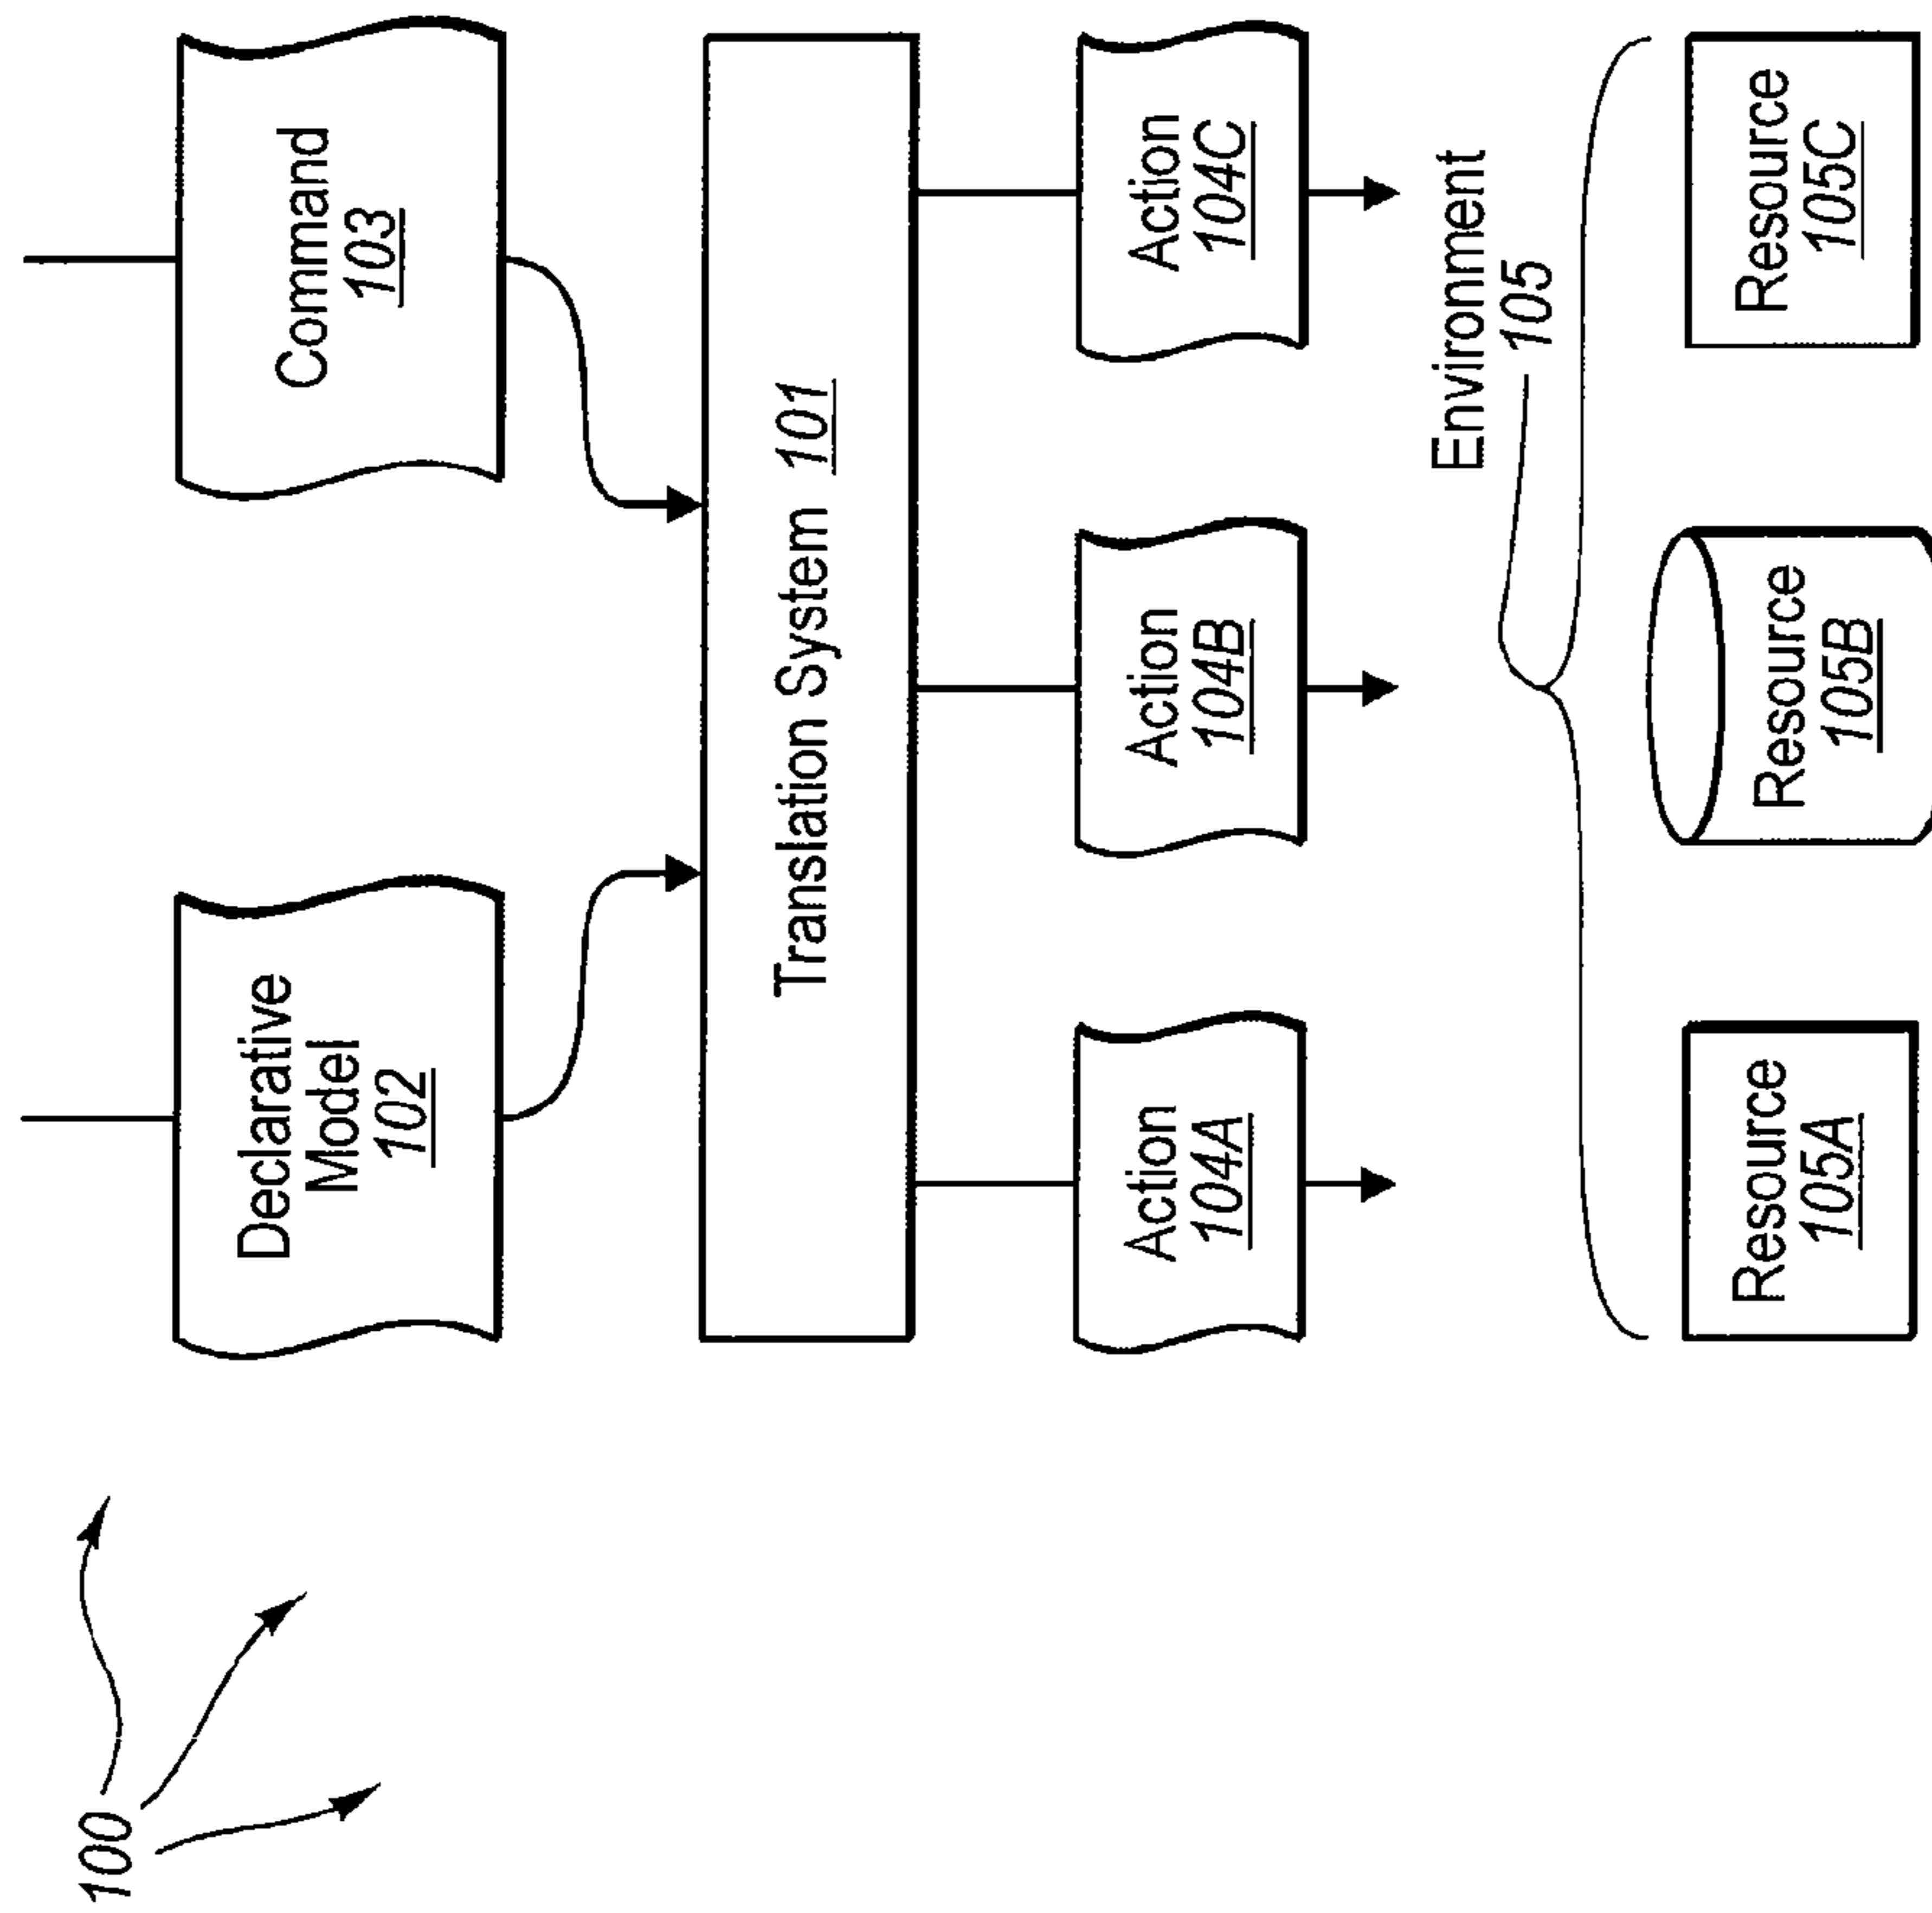 100
Declarative
Model
102
Command
103
Translation System 101
Action
104A
Action
104B
Action
104C
Environment
105
Resource
105A
Resource
105B
Resource
105C